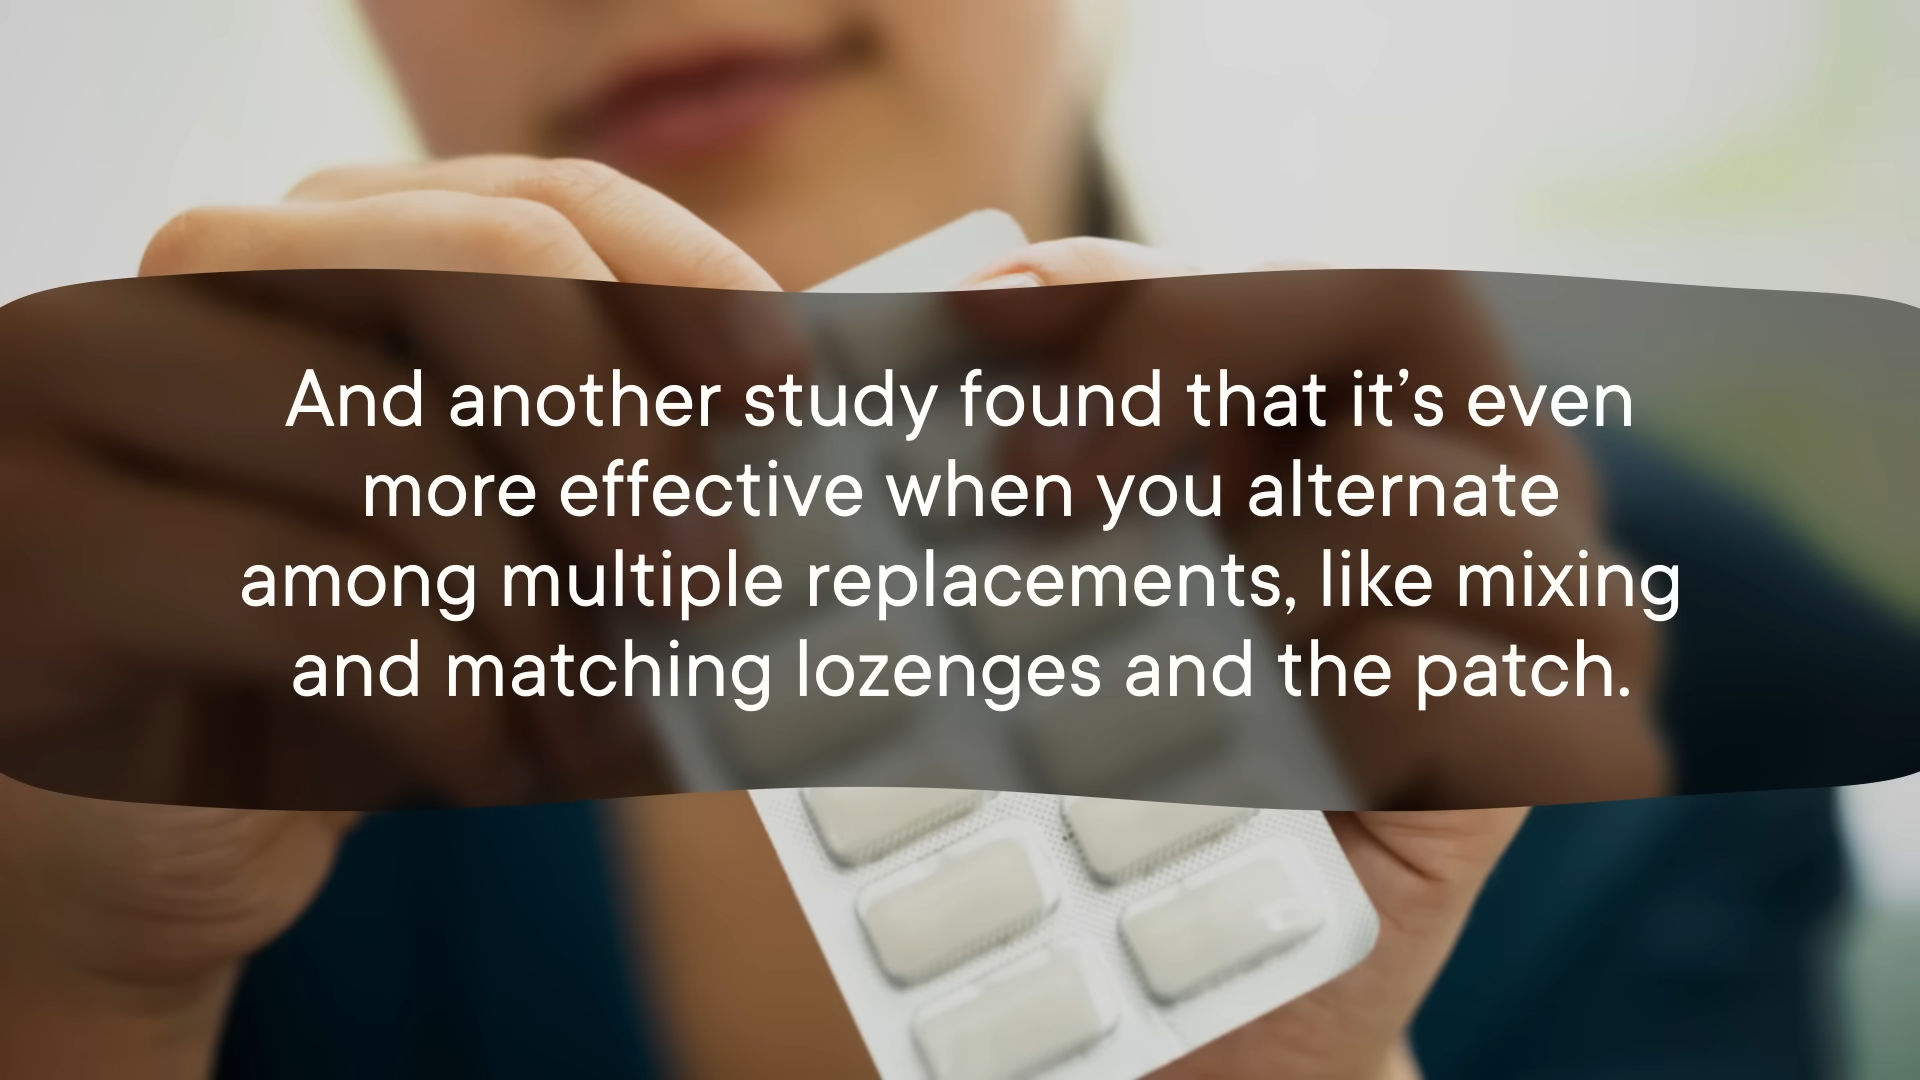 And another study found that it’s even
more effective when you alternate
among multiple replacements, like mixing
and matching lozenges and the patch.